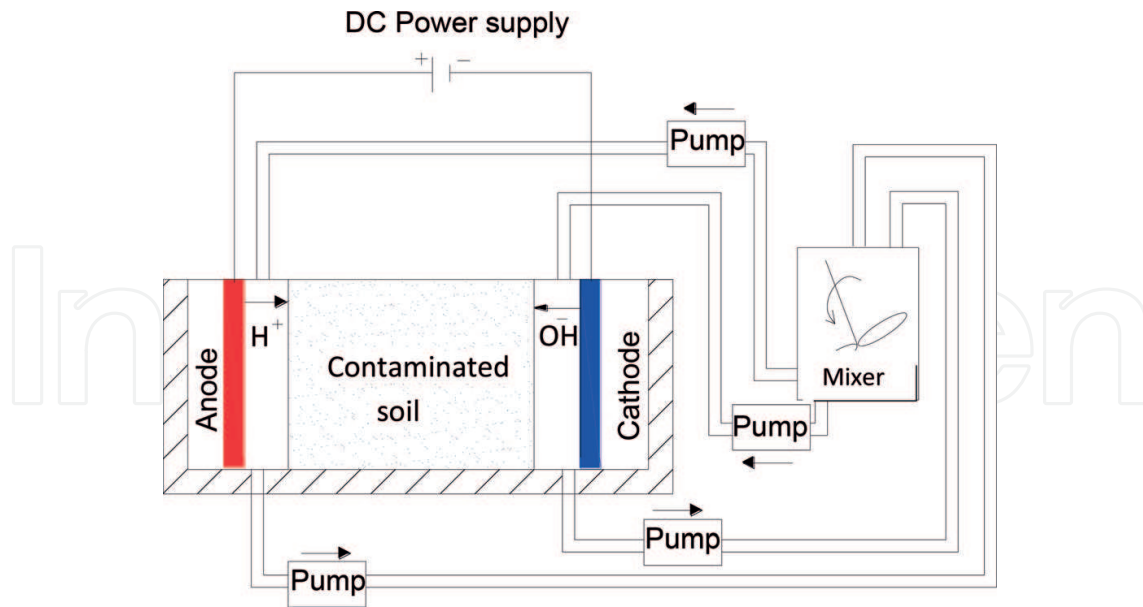 DC Power supply
+ −
Pump
H+
OH−
Anode
Contaminated
soil
Cathode
Mixer
Pump
Pump
Pump